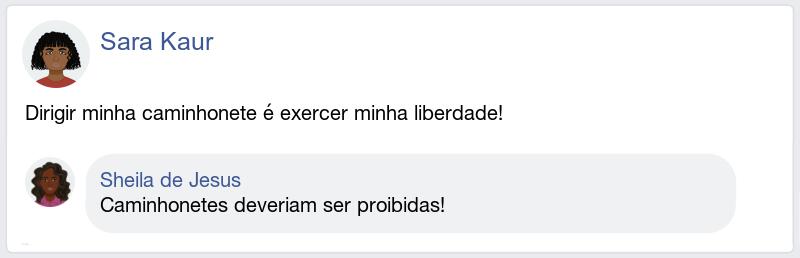 Sara Kaur
Dirigir minha caminhonete é exercer minha liberdade!
Sheila de Jesus
Caminhonetes deveriam ser proibidas!